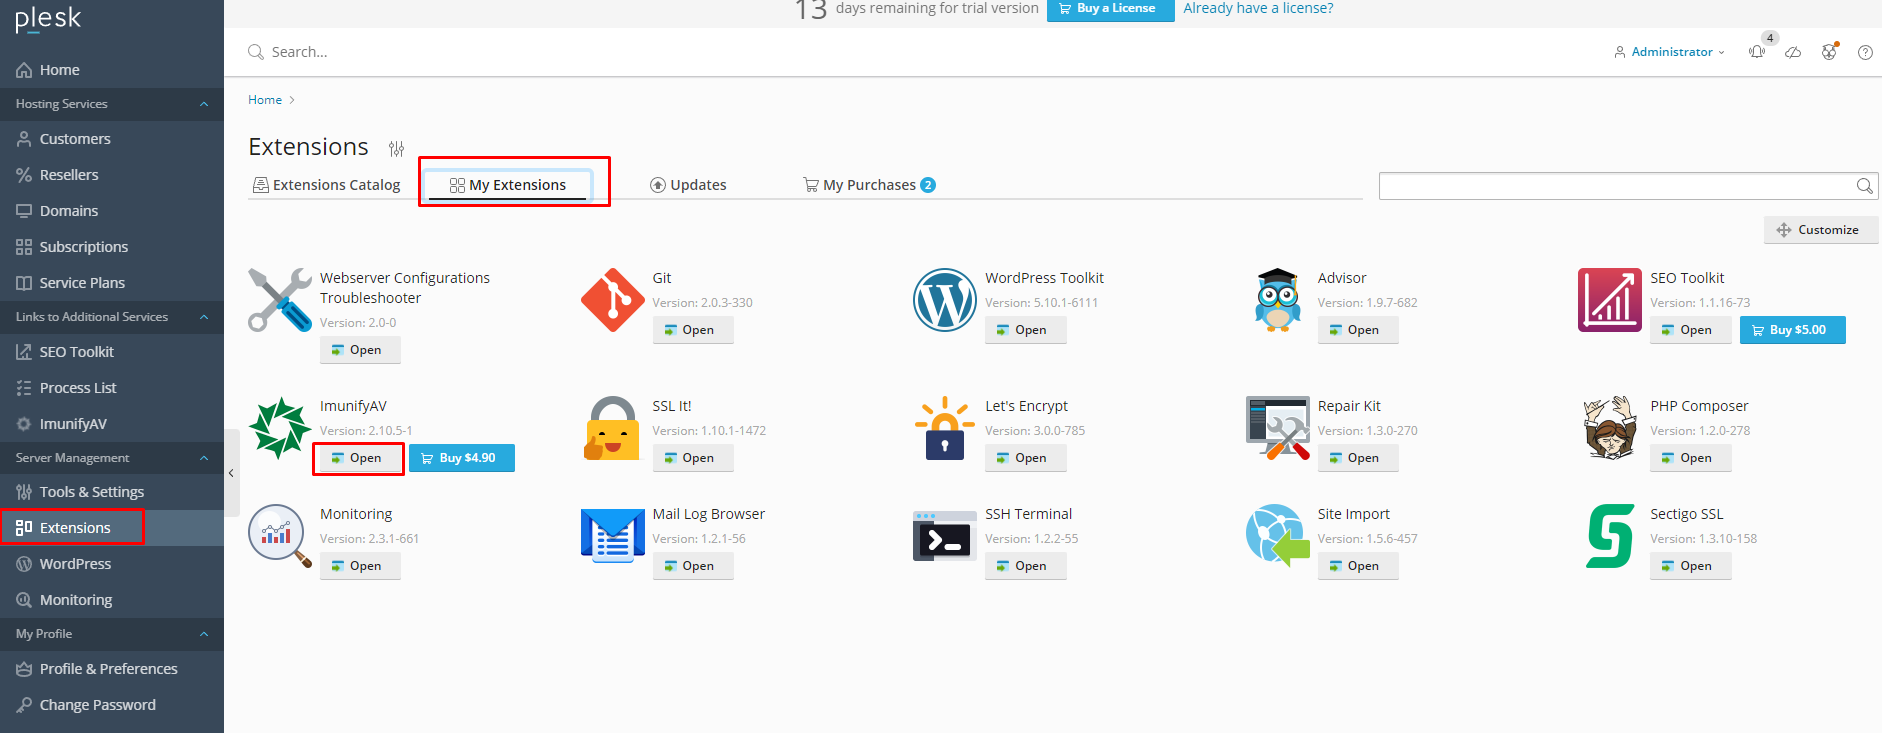 plesk
Home
Hosting Services
Customers
Resellers
Domains
Subscriptions
Service Plans
Links to Additional Services
SEO Toolkit
Process List
ImunifyAV
Server Management
Tools & Settings
Extensions
WordPress
Monitoring
My Profile
Profile & Preferences
Change Password
13 days remaining for trial version Buy a License Already have a license?
Search...
Administrator 4
Home
Extensions
Extensions Catalog My Extensions Updates My Purchases 2
Customize
Webserver Configurations
Troubleshooter
Version: 2.0-0
Open
Git
Version: 2.0.3-330
Open
WordPress Toolkit
Version: 5.10.1-6111
Open
Advisor
Version: 1.9.7-682
Open
SEO Toolkit
Version: 1.1.16-73
Open Buy $5.00
ImunifyAV
Version: 2.10.5-1
Open Buy $4.90
SSL It!
Version: 1.10.1-1472
Open
Let's Encrypt
Version: 3.0.0-785
Open
Repair Kit
Version: 1.3.0-270
Open
PHP Composer
Version: 1.2.0-278
Open
Monitoring
Version: 2.3.1-661
Open
Mail Log Browser
Version: 1.2.1-56
Open
SSH Terminal
Version: 1.2.2-55
Open
Site Import
Version: 1.5.6-457
Open
Sectigo SSL
Version: 1.3.10-158
Open